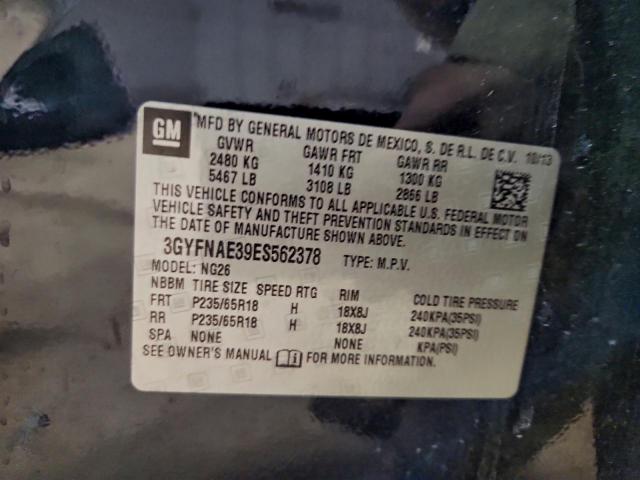 GM MFD BY GENERAL MOTORS DE MEXICO, S. DE R.L. DE C.V. 10/13
GVWR GAWR FRT GAWR RR
2480 KG 1410 KG 1300 KG
5467 LB 3108 LB 2866 LB
THIS VEHICLE CONFORMS TO ALL APPLICABLE U.S. FEDERAL MOTOR
VEHICLE SAFETY AND THEFT PREVENTION STANDARDS IN EFFECT ON
THE DATE OF MANUFACTURE SHOWN ABOVE.
3GYFNAE39ES562378 TYPE: M.P.V.
MODEL: NG26
NBBM TIRE SIZE SPEED RTG RIM COLD TIRE PRESSURE
FRT P235/65R18 H 18X8J 240KPA(35PSI)
RR P235/65R18 H 18X8J 240KPA(35PSI)
SPA NONE NONE KPA(PSI)
SEE OWNER'S MANUAL FOR MORE INFORMATION.